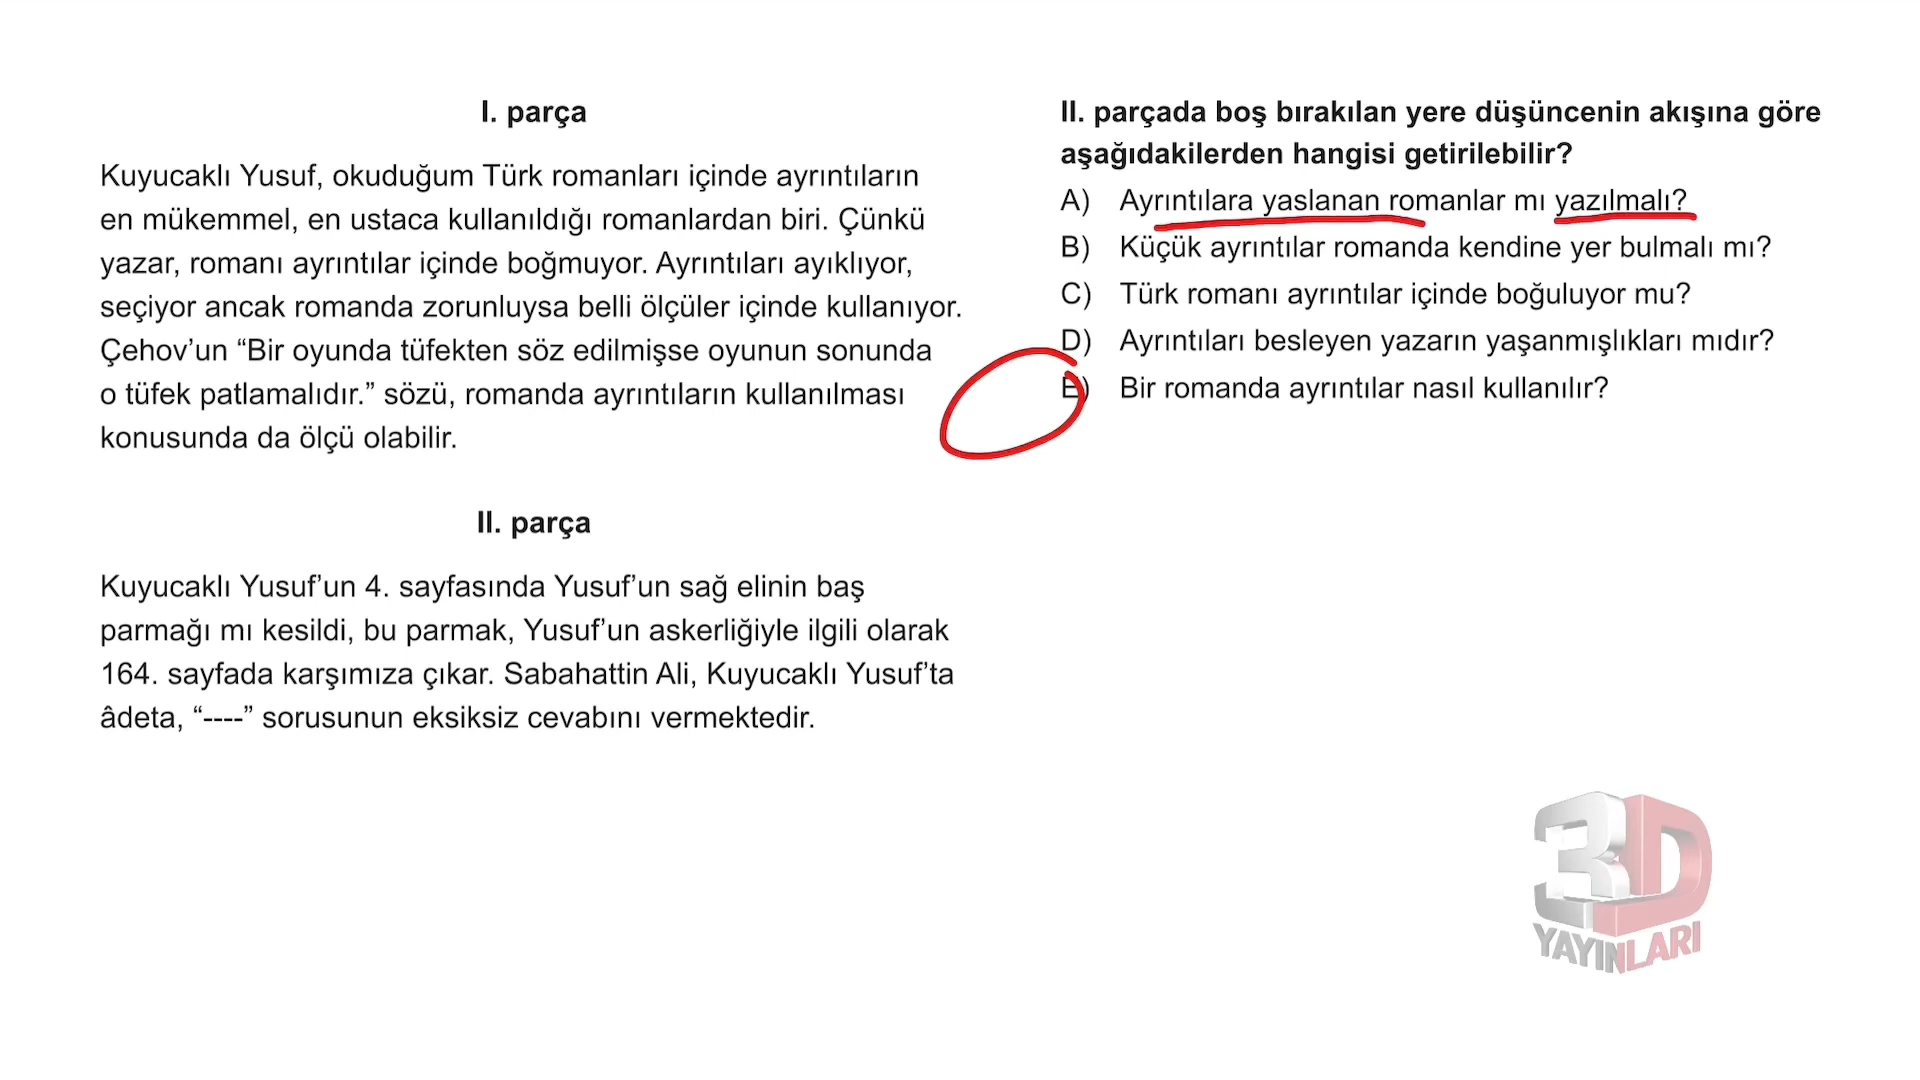 I. parça
Kuyucaklı Yusuf, okuduğum Türk romanları içinde ayrıntıların
en mükemmel, en ustaca kullanıldığı romanlardan biri. Çünkü
yazar, romanı ayrıntılar içinde boğmuyor. Ayrıntıları ayıklıyor,
seçiyor ancak romanda zorunluysa belli ölçüler içinde kullanıyor.
Çehov’un “Bir oyunda tüfekten söz edilmişse oyunun sonunda
o tüfek patlamalıdır.” sözü, romanda ayrıntıların kullanılması
konusunda da ölçü olabilir.
II. parça
Kuyucaklı Yusuf’un 4. sayfasında Yusuf’un sağ elinin baş
parmağı mı kesildi, bu parmak, Yusuf’un askerliğiyle ilgili olarak
164. sayfada karşımıza çıkar. Sabahattin Ali, Kuyucaklı Yusuf’ta
âdeta, “----” sorusunun eksiksiz cevabını vermektedir.
II. parçada boş bırakılan yere düşüncenin akışına göre
aşağıdakilerden hangisi getirilebilir?
A) Ayrıntılara yaslanan romanlar mı yazılmalı?
B) Küçük ayrıntılar romanda kendine yer bulmalı mı?
C) Türk romanı ayrıntılar içinde boğuluyor mu?
D) Ayrıntıları besleyen yazarın yaşanmışlıkları mıdır?
E) Bir romanda ayrıntılar nasıl kullanılır?
3D
YAYINLARI